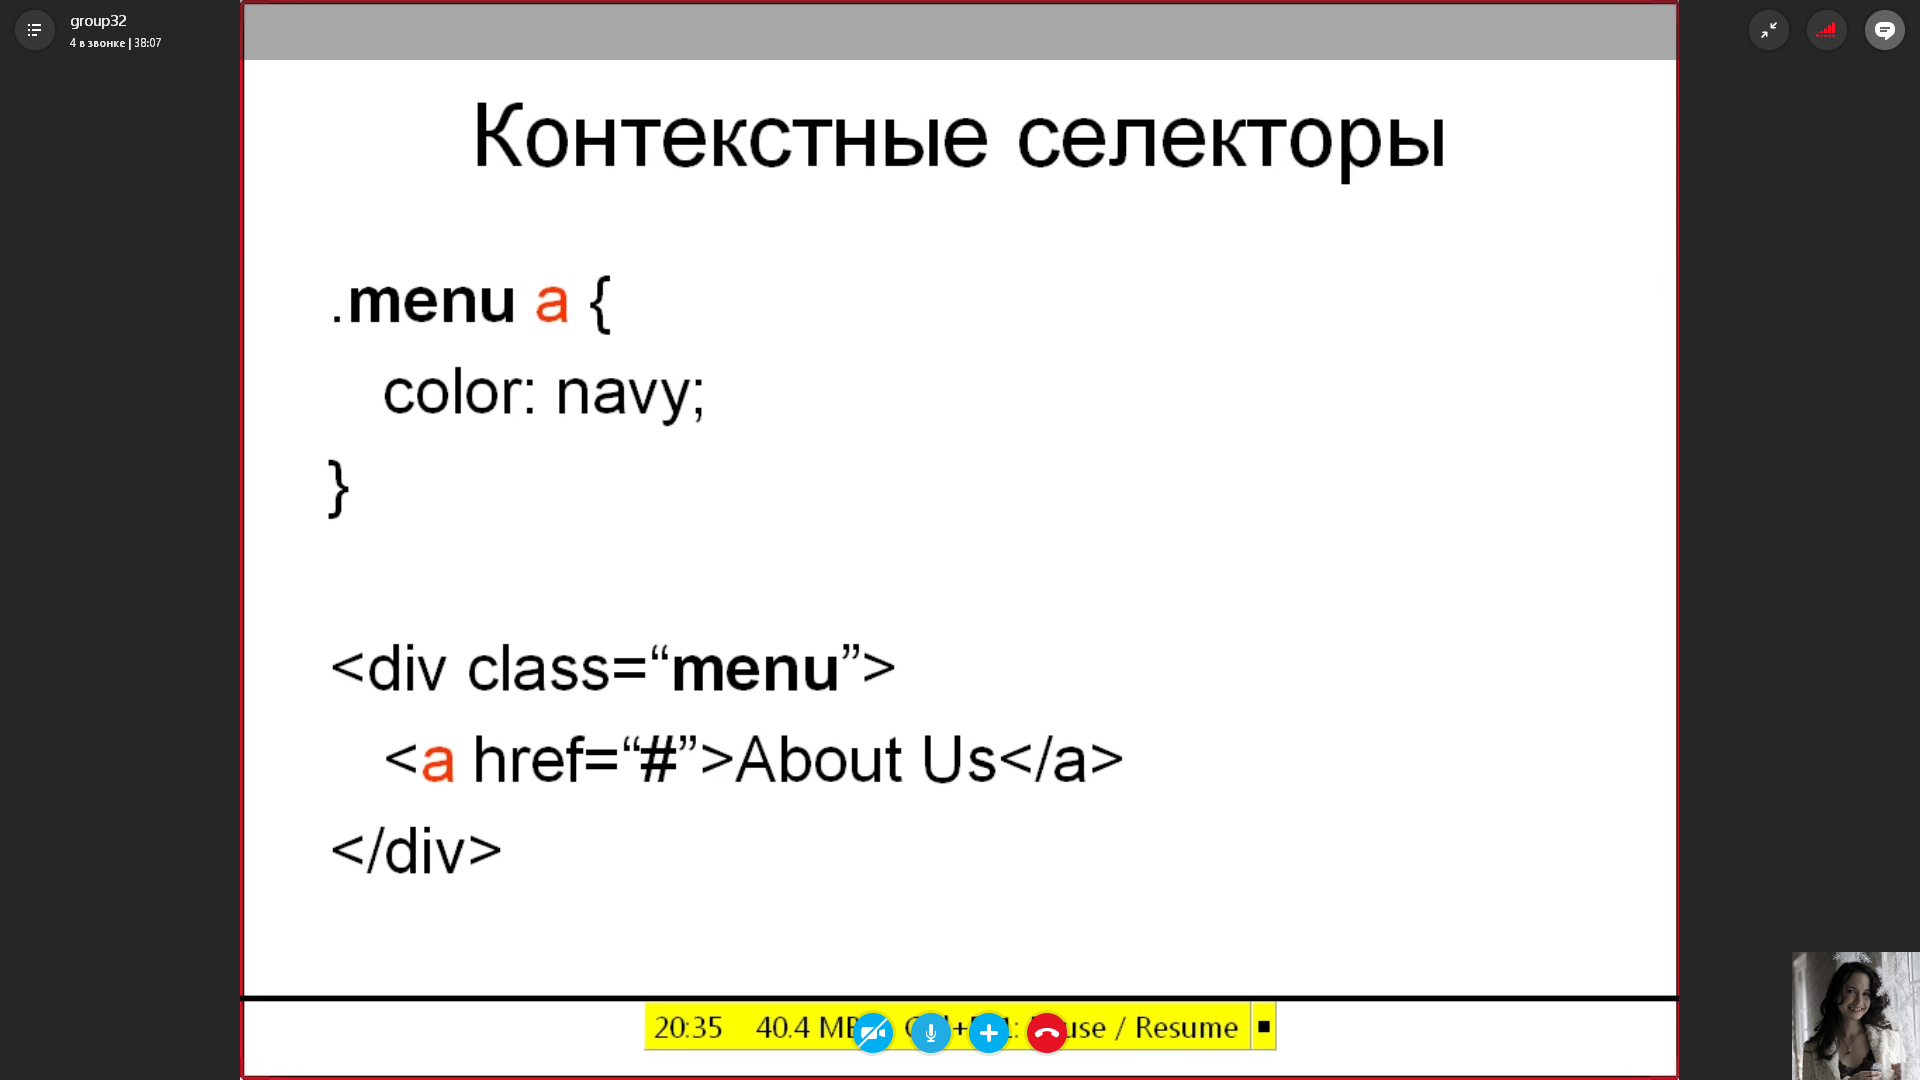 group32
4 в звонке | 38:07
Контекстные селекторы
.menu a {
color: navy;
}
<div class=“menu”>
<a href=“#”>About Us</a>
</div>
20:35 40.4 MB / Resume